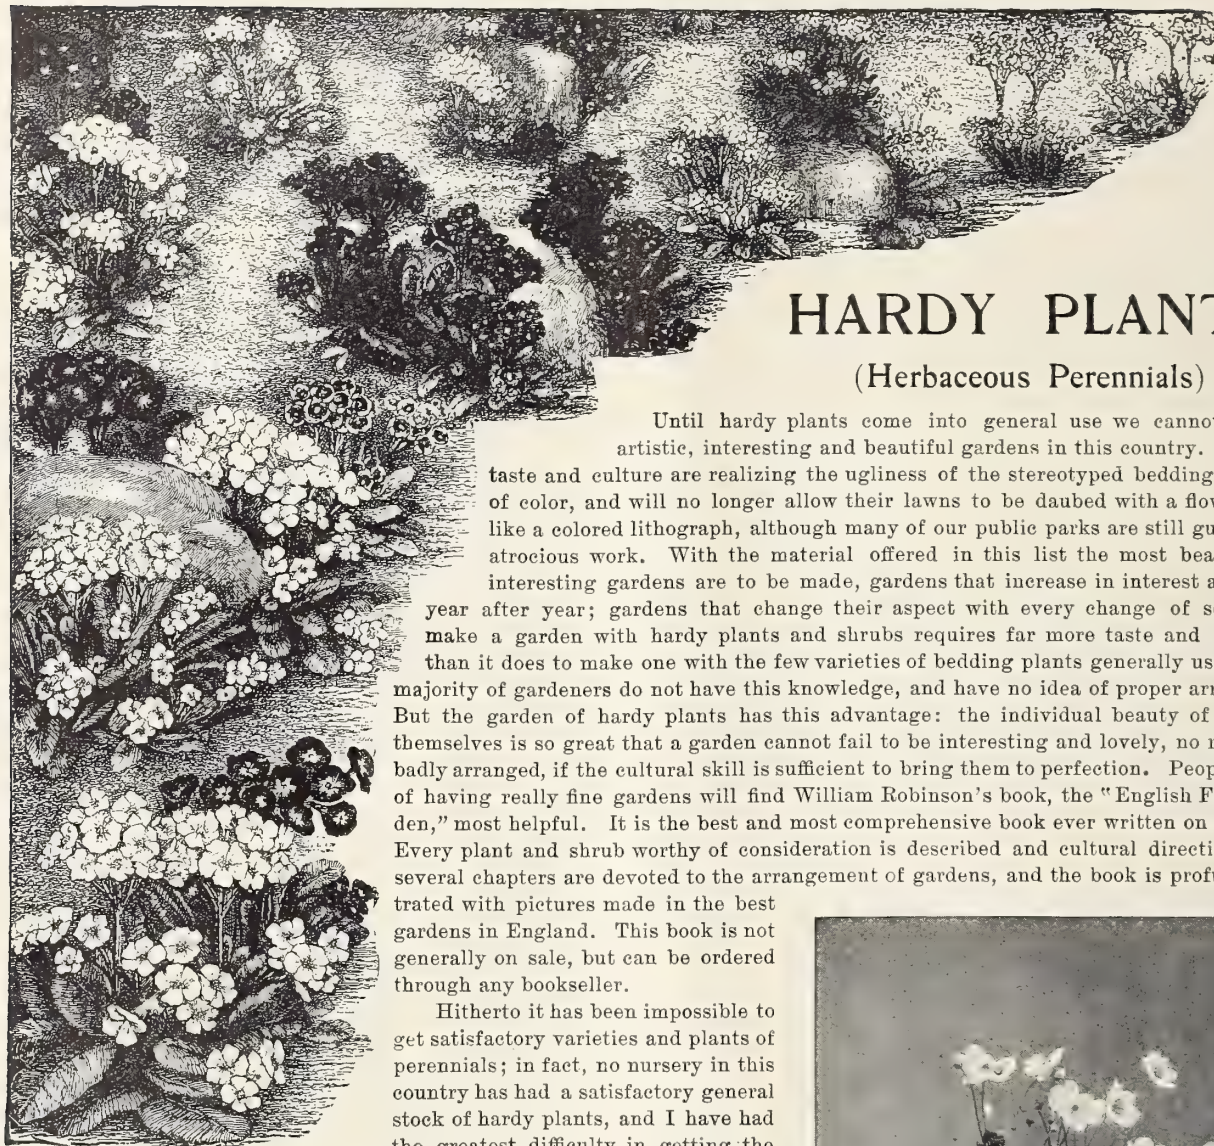 HARDY PLANT
(Herbaceous Perennials)
Until hardy plants come into general use we canno
artistic, interesting and beautiful gardens in this country.
taste and culture are realizing the ugliness of the stereotyped bedding
of color, and will no longer allow their lawns to be daubed with a flo
like a colored lithograph, although many of our public parks are still gu
atrocious work. With the material offered in this list the most bea
interesting gardens are to be made, gardens that increase in interest a
year after year; gardens that change their aspect with every change of s
make a garden with hardy plants and shrubs requires far more taste and
than it does to make one with the few varieties of bedding plants generally us
majority of gardeners do not have this knowledge, and have no idea of proper arr
But the garden of hardy plants has this advantage: the individual beauty of
themselves is so great that a garden cannot fail to be interesting and lovely, no
badly arranged, if the cultural skill is sufficient to bring them to perfection. Peop
of having really fine gardens will find William Robinson's book, the "English F
den," most helpful. It is the best and most comprehensive book ever written on
Every plant and shrub worthy of consideration is described and cultural directi
several chapters are devoted to the arrangement of gardens, and the book is prof
trated with pictures made in the best
gardens in England. This book is not
generally on sale, but can be ordered
through any bookseller.
Hitherto it has been impossible to
get satisfactory varieties and plants of
perennials; in fact, no nursery in this
country has had a satisfactory general
stock of hardy plants, and I have had
the greatest difficulty in getting the